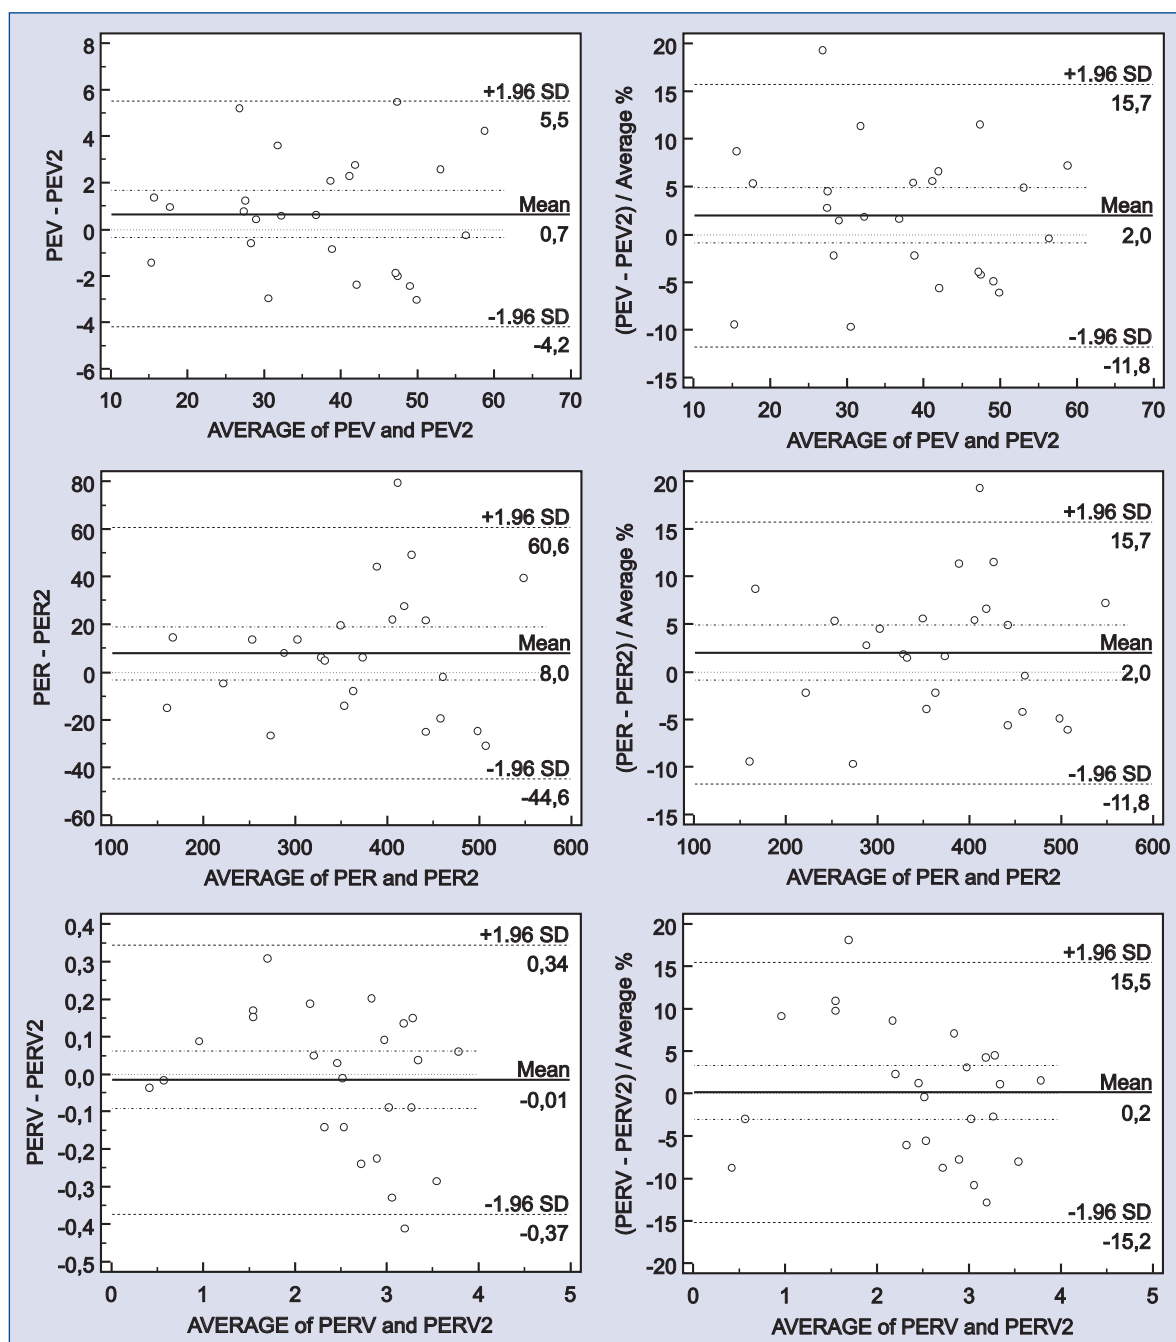 8
6
4
2
0
-2
-4
-6
PEV - PEV2
+1.96 SD
5,5
Mean
0,7
-1.96 SD
-4,2
10 20 30 40 50 60 70
AVERAGE of PEV and PEV2
20
15
10
5
0
-5
-10
-15
(PEV - PEV2) / Average %
+1.96 SD
15,7
Mean
2,0
-1.96 SD
-11,8
10 20 30 40 50 60 70
AVERAGE of PEV and PEV2
80
60
40
20
0
-20
-40
-60
PER - PER2
+1.96 SD
60,6
Mean
8,0
-1.96 SD
-44,6
100 200 300 400 500 600
AVERAGE of PER and PER2
20
15
10
5
0
-5
-10
-15
(PER - PER2) / Average %
+1.96 SD
15,7
Mean
2,0
-1.96 SD
-11,8
100 200 300 400 500 600
AVERAGE of PER and PER2
0,4
0,3
0,2
0,1
0,0
-0,1
-0,2
-0,3
-0,4
-0,5
PERV - PERV2
+1.96 SD
0,34
Mean
-0,01
-1.96 SD
-0,37
0 1 2 3 4 5
AVERAGE of PERV and PERV2
20
15
10
5
0
-5
-10
-15
-20
(PERV - PERV2) / Average %
+1.96 SD
15,5
Mean
0,2
-1.96 SD
-15,2
0 1 2 3 4 5
AVERAGE of PERV and PERV2